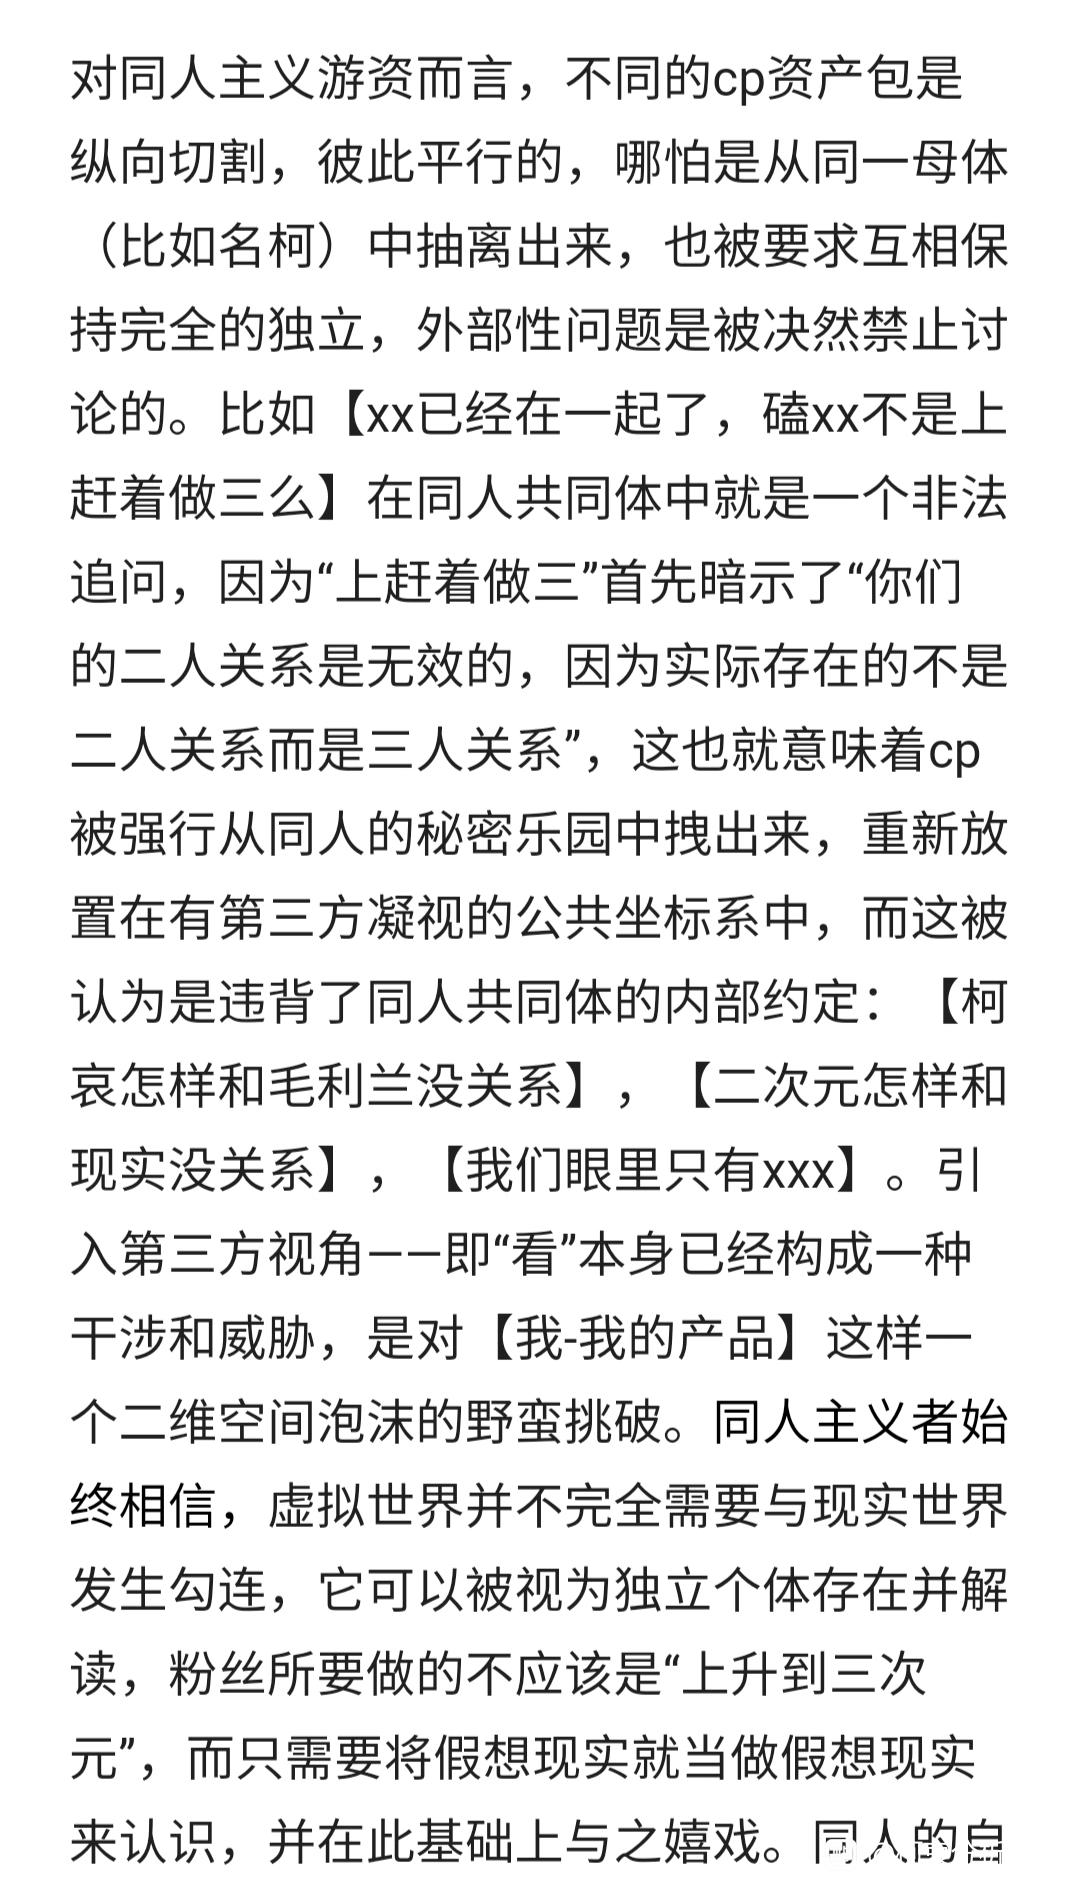 对同人主义游资而言，不同的cp资产包是
纵向切割，彼此平行的，哪怕是从同一母体
（比如名柯）中抽离出来，也被要求互相保
持完全的独立，外部性问题是被决然禁止讨
论的。比如【xx已经在一起了，磕xx不是上
赶着做三么】在同人共同体中就是一个非法
追问，因为“上赶着做三”首先暗示了“你们
的二人关系是无效的，因为实际存在的不是
二人关系而是三人关系”，这也就意味着cp
被强行从同人的秘密乐园中拽出来，重新放
置在有第三方凝视的公共坐标系中，而这被
认为是违背了同人共同体的内部约定：【柯
哀怎样和毛利兰没关系】，【二次元怎样和
现实没关系】，【我们眼里只有xxx】。引
入第三方视角——即“看”本身已经构成一种
干涉和威胁，是对【我-我的产品】这样一
个二维空间泡沫的野蛮挑破。同人主义者始
终相信，虚拟世界并不完全需要与现实世界
发生勾连，它可以被视为独立个体存在并解
读，粉丝所要做的不应该是“上升到三次
元”，而只需要将假想现实就当做假想现实
来认识，并在此基础上与之嬉戏。同人的自